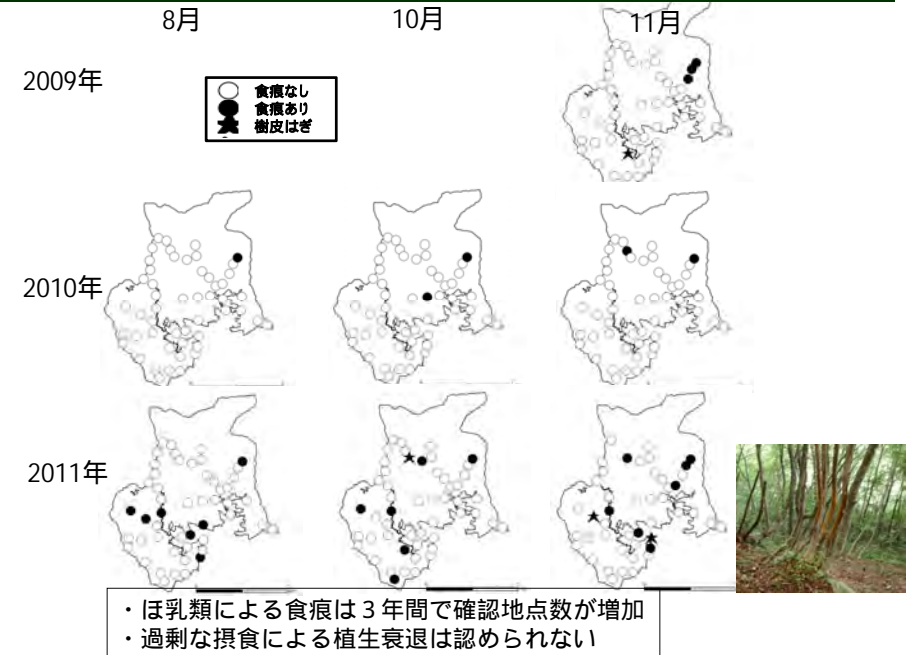 8月
10月
11月
2009年
食痕なし
食痕あり
樹皮はぎ
2010年
2011年
・ほ乳類による食痕は３年間で確認地点数が増加
・過剰な摂食による植生衰退は認められない